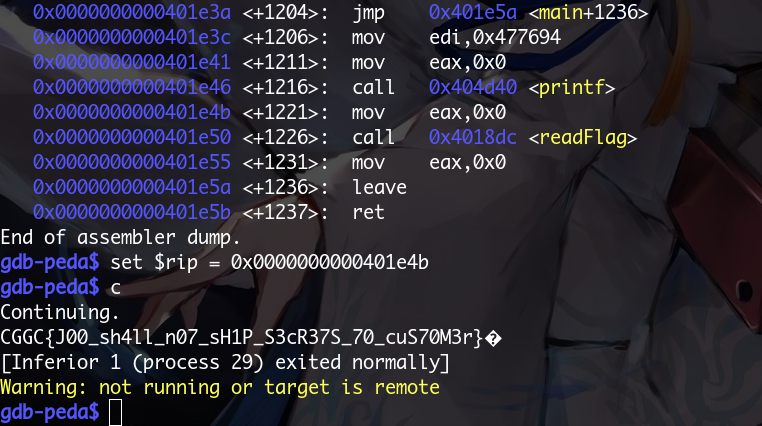 0x0000000000401e3a <+1204>: jmp 0x401e5a <main+1236>
0x0000000000401e3c <+1206>: mov edi,0x477694
0x0000000000401e41 <+1211>: mov eax,0x0
0x0000000000401e46 <+1216>: call 0x404d40 <printf>
0x0000000000401e4b <+1221>: mov eax,0x0
0x0000000000401e50 <+1226>: call 0x4018dc <readFlag>
0x0000000000401e55 <+1231>: mov eax,0x0
0x0000000000401e5a <+1236>: leave
0x0000000000401e5b <+1237>: ret
End of assembler dump.
gdb-peda$ set $rip = 0x0000000000401e4b
gdb-peda$ c
Continuing.
CGGC{J00_sh4ll_n07_sH1P_S3cR37S_70_cuS70M3r}�
[Inferior 1 (process 29) exited normally]
Warning: not running or target is remote
gdb-peda$